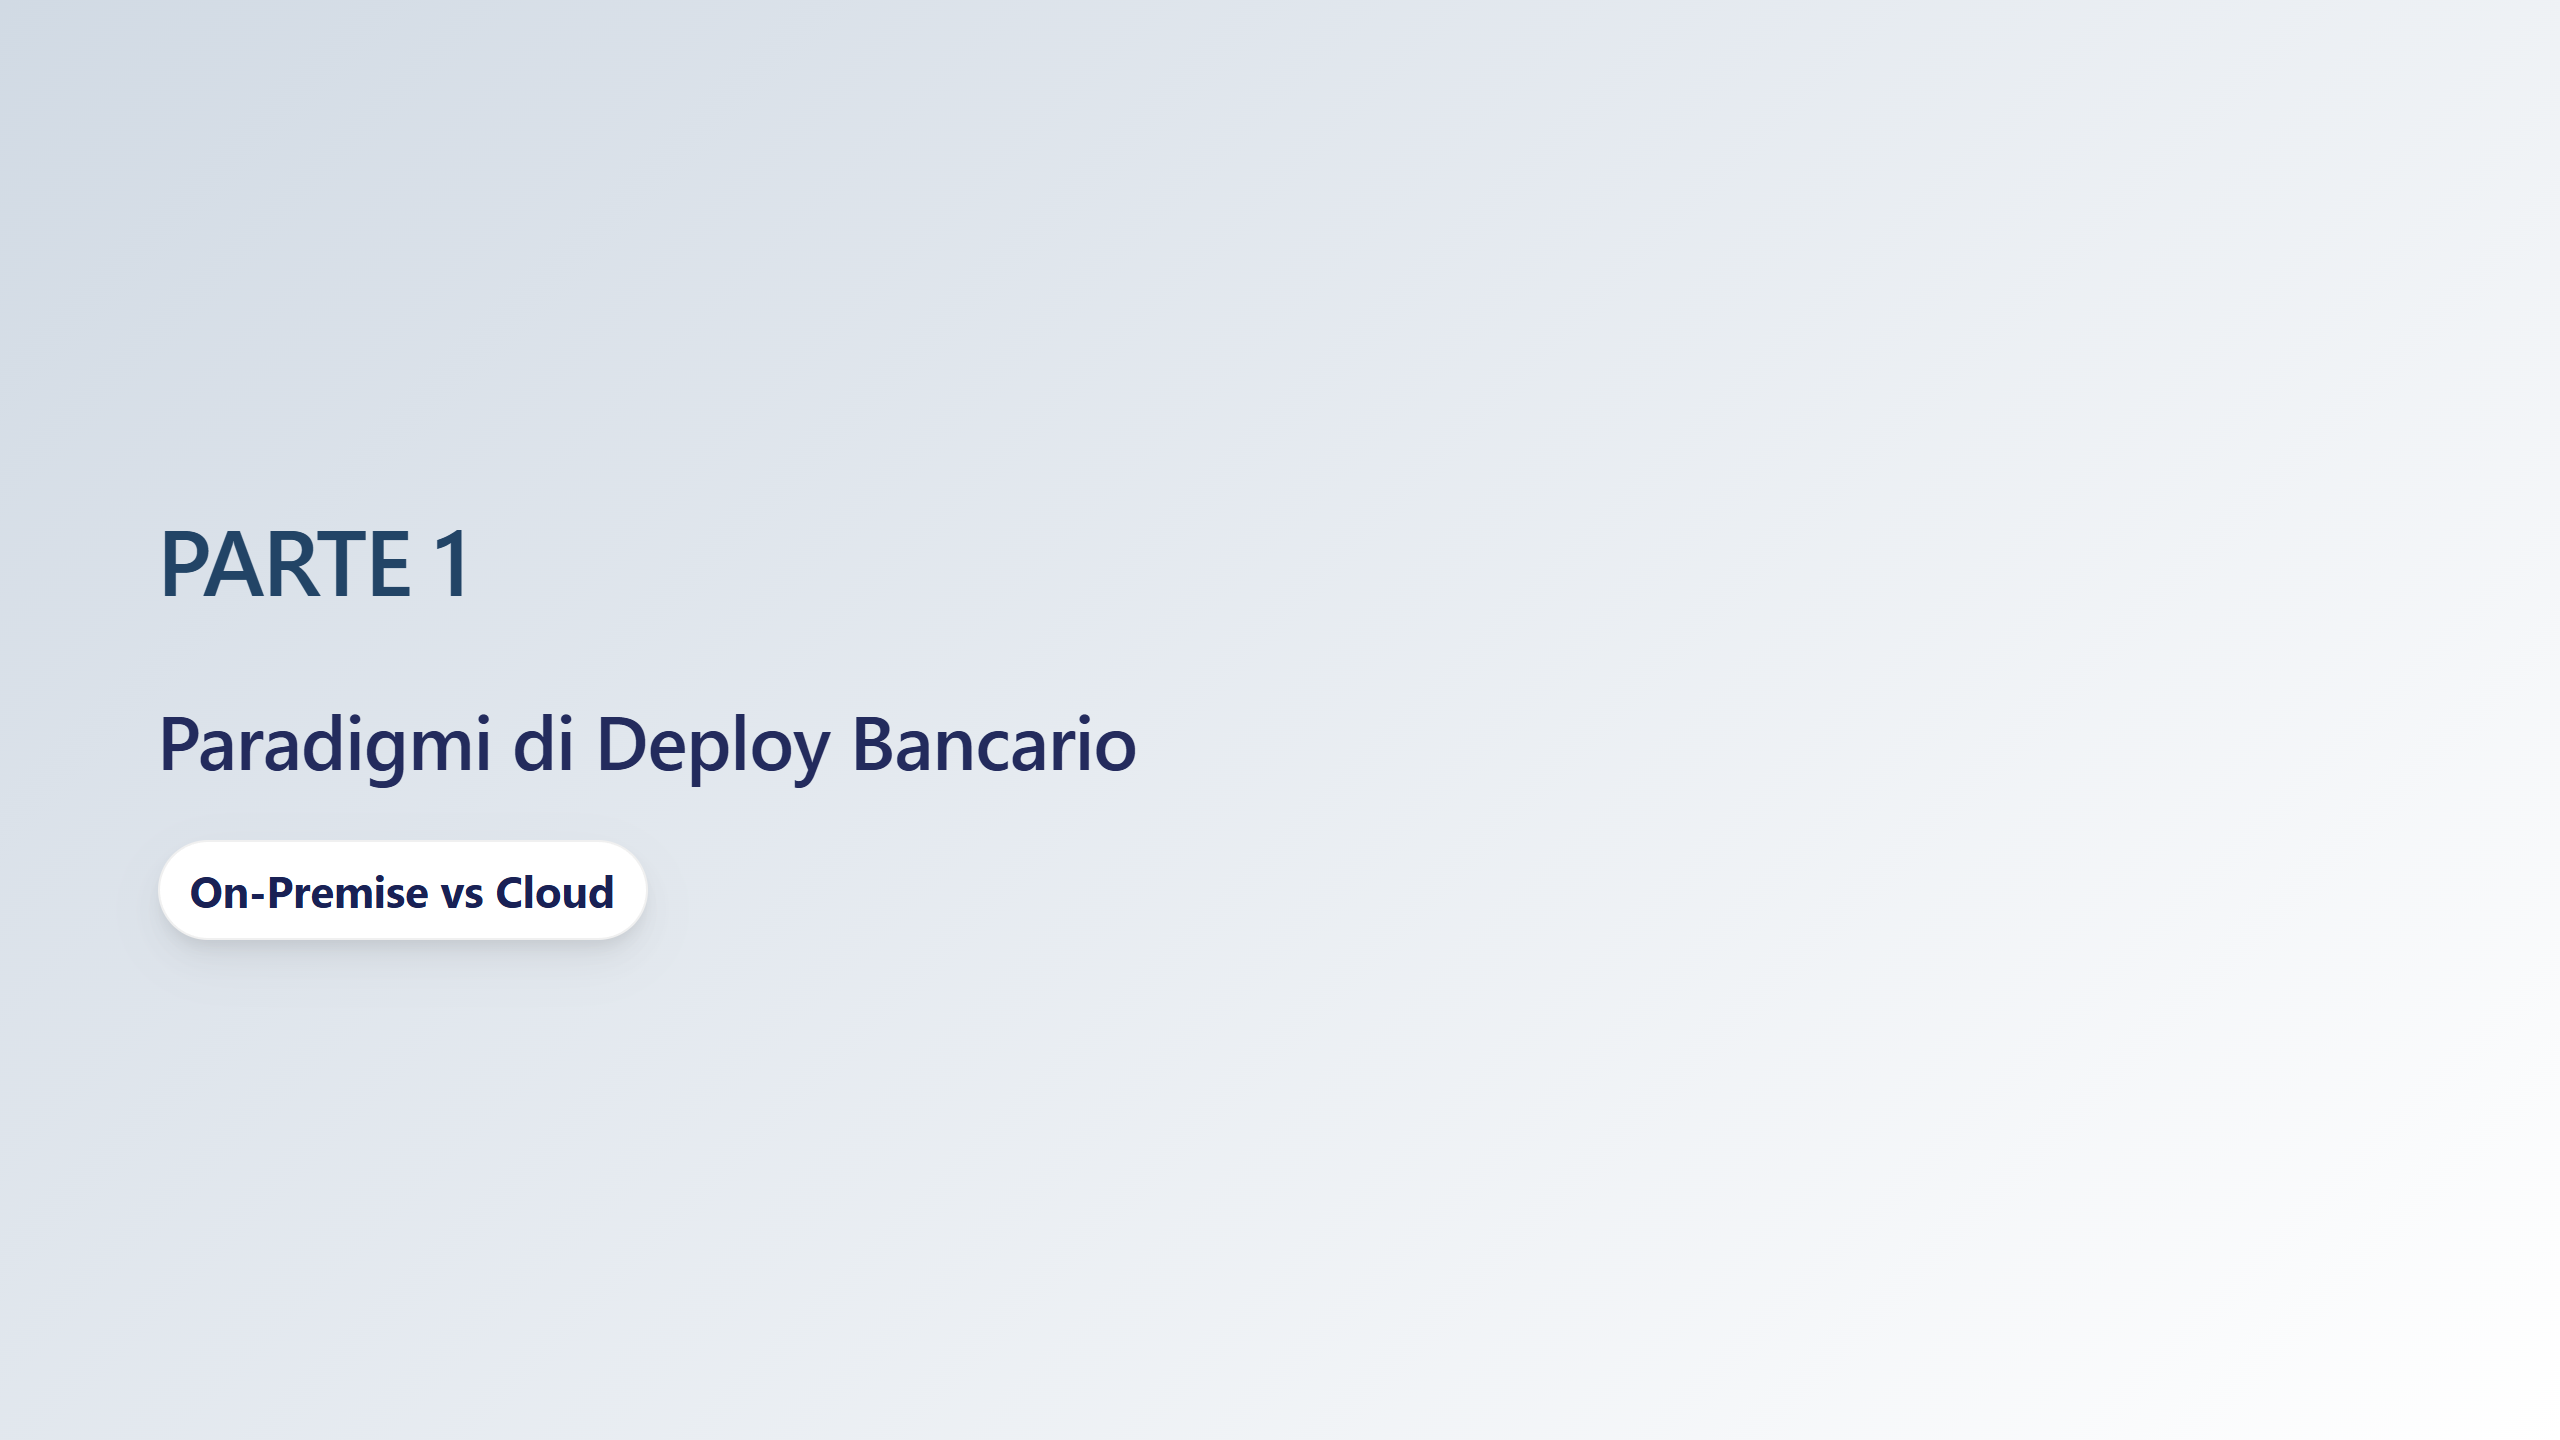 PARTE 1
Paradigmi di Deploy Bancario
On-Premise vs Cloud